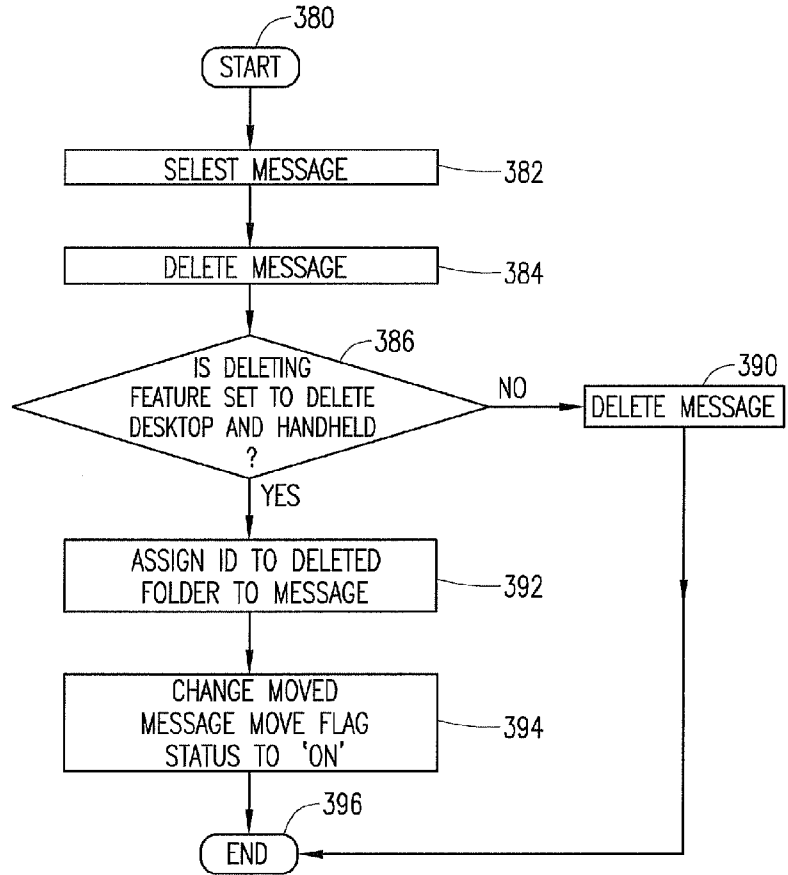 380
START
SELEST MESSAGE
382
DELETE MESSAGE
384
386
IS DELETING
FEATURE SET TO DELETE
DESKTOP AND HANDHELD
?
NO
390
DELETE MESSAGE
YES
ASSIGN ID TO DELETED
FOLDER TO MESSAGE
392
CHANGE MOVED
MESSAGE MOVE FLAG
STATUS TO 'ON'
394
396
END